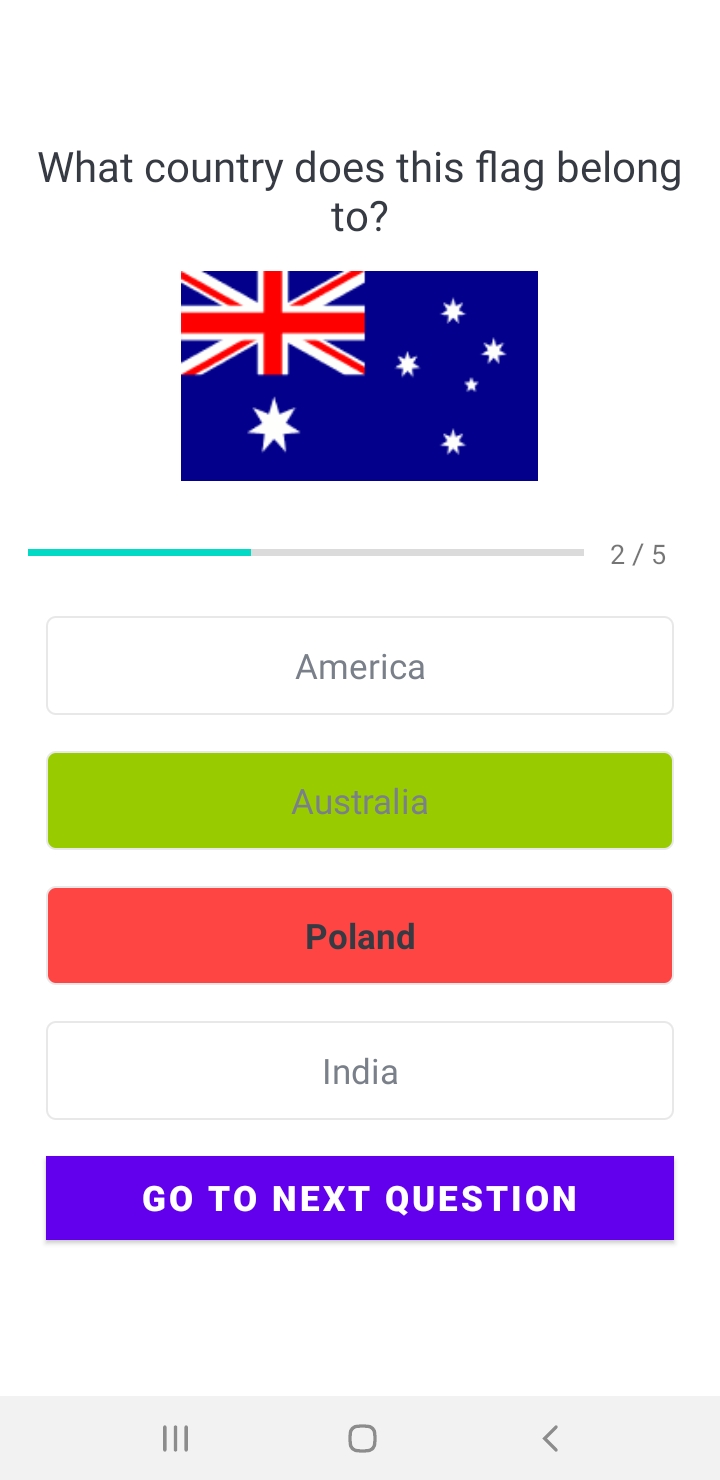 What country does this flag belong
to?
2 / 5
America
Australia
Poland
India
GO TO NEXT QUESTION